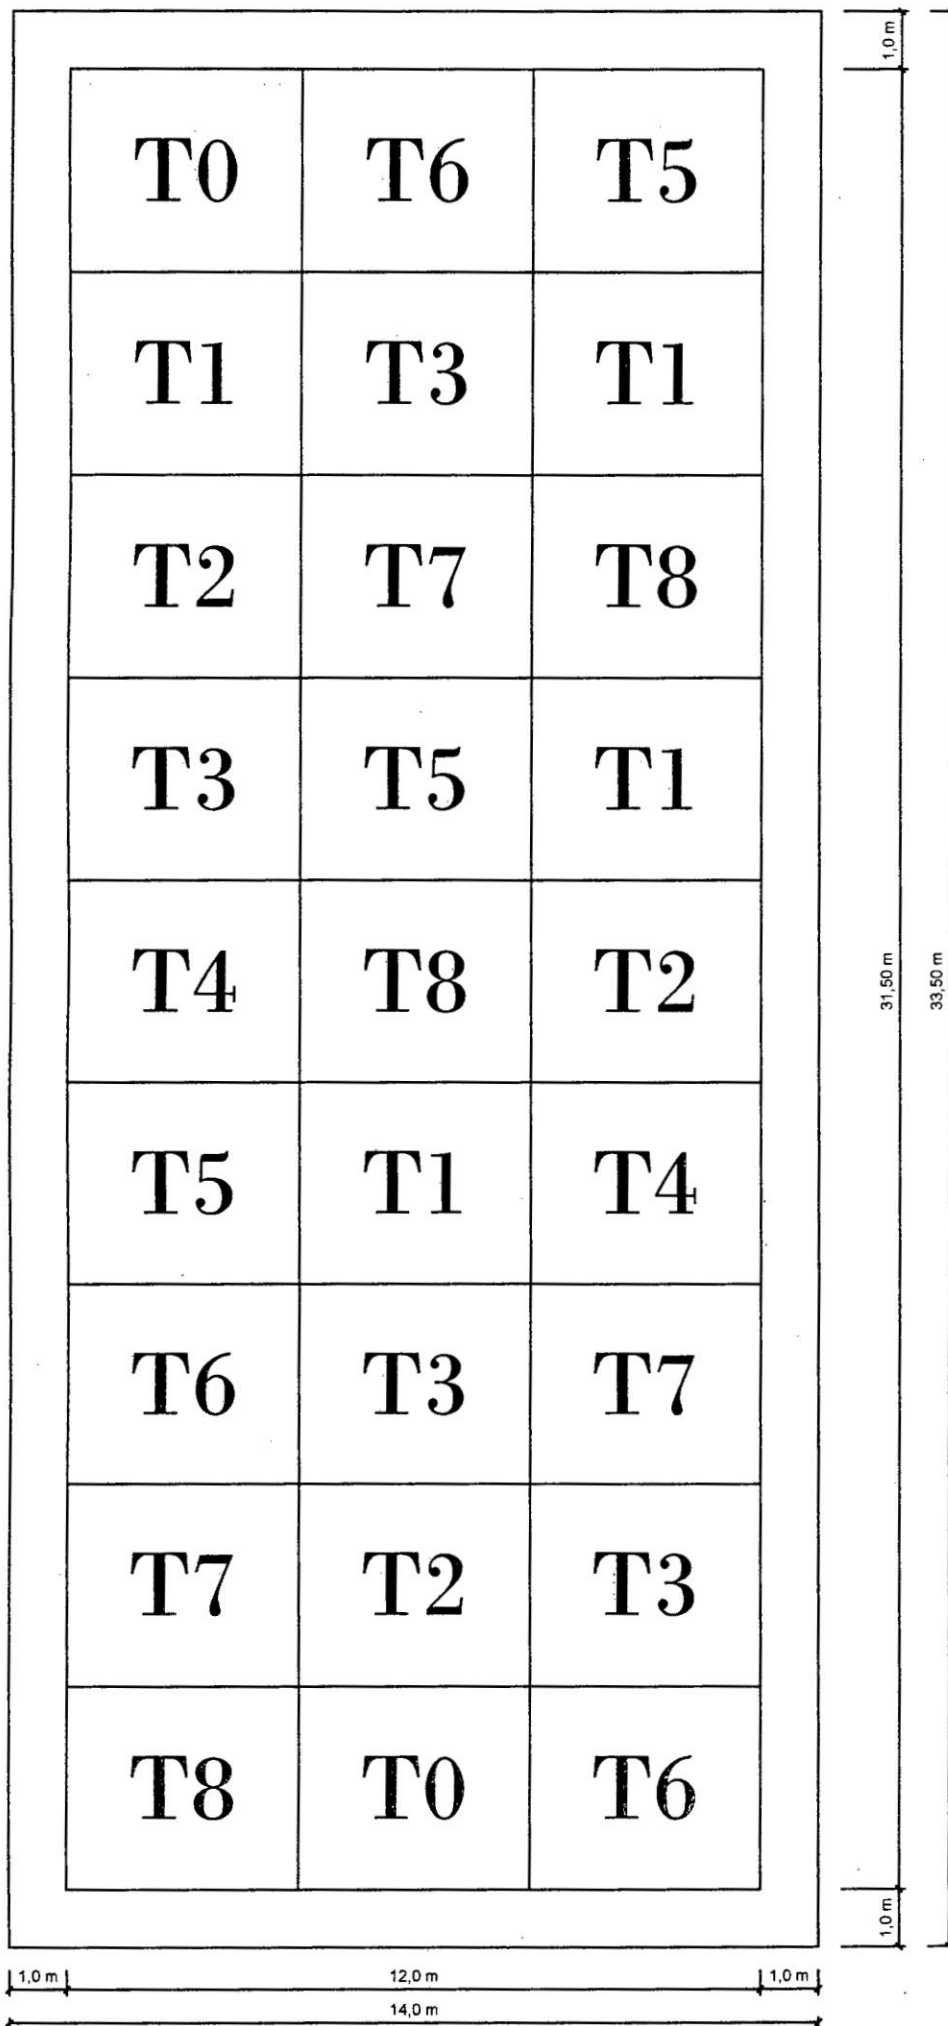 1,0 m
T0 T6 T5
T1 T3 T1
T2 T7 T8
T3 T5 T1
T4 T8 T2
31,50 m
33,50 m
T5 T1 T4
T6 T3 T7
T7 T2 T3
T8 T0 T6
1,0 m
1,0 m 12,0 m 1,0 m
14,0 m